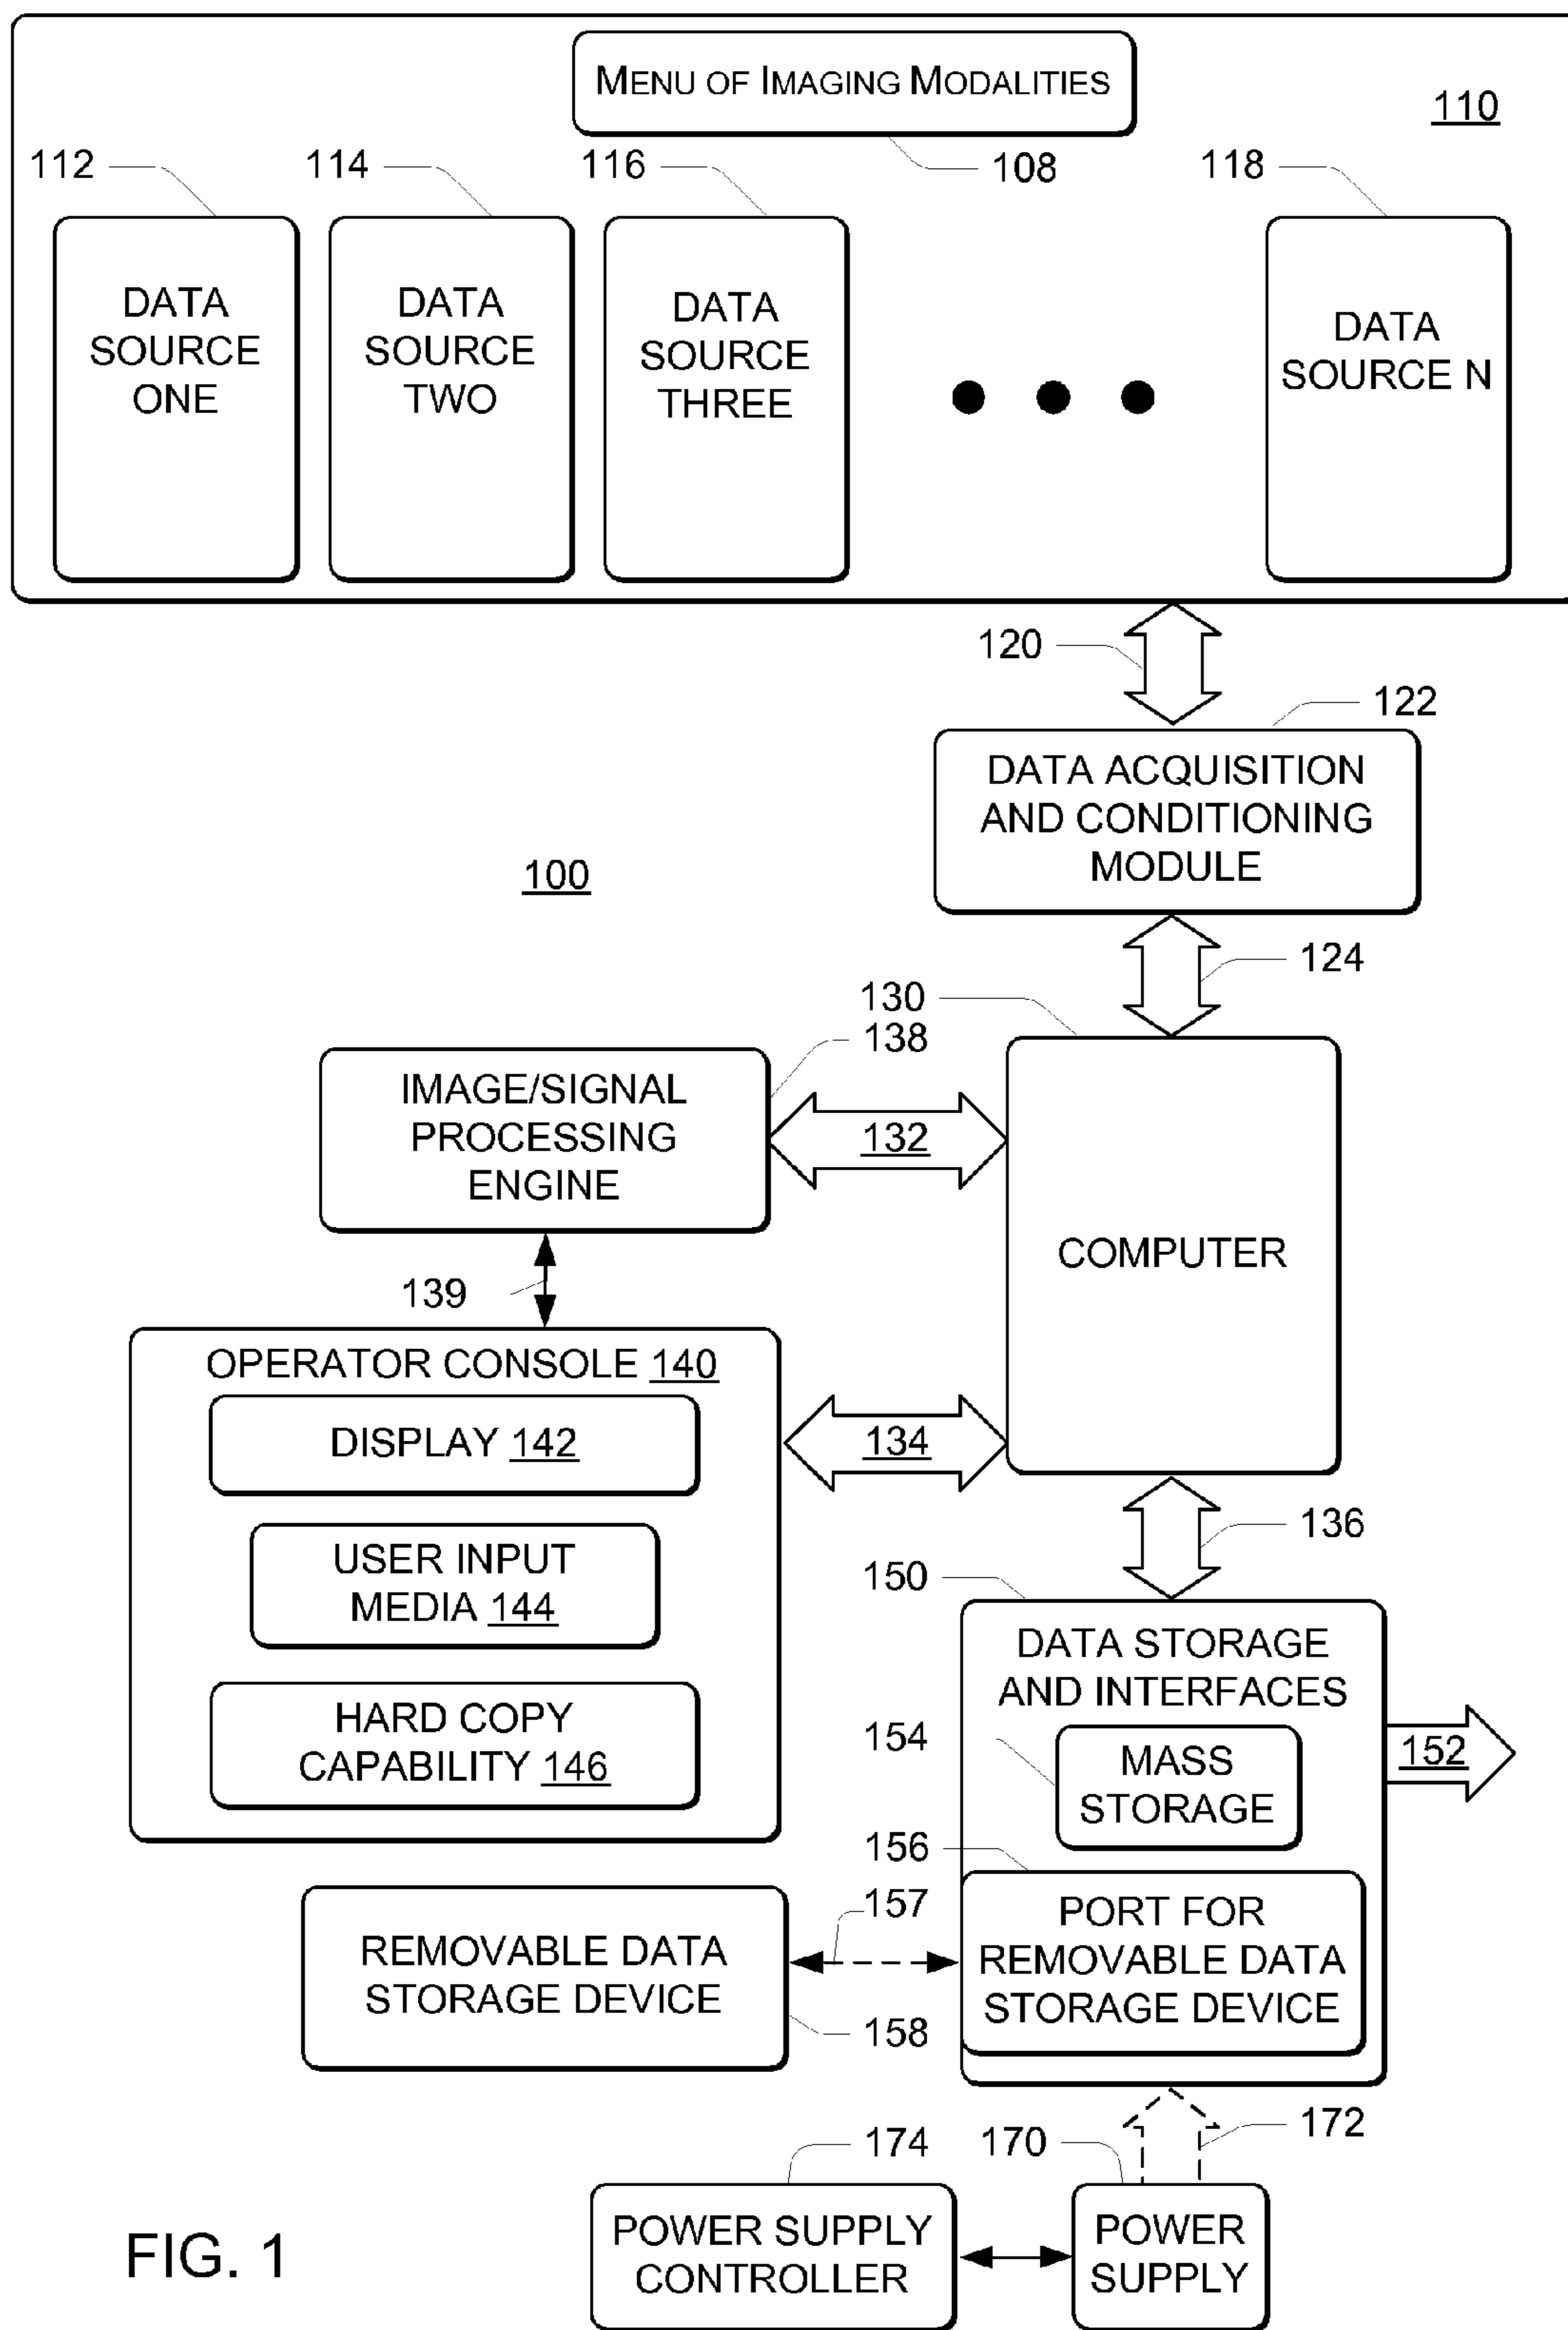 MENU OF IMAGING MODALITIES
110
112
114
116
108
118
DATA
SOURCE
ONE
DATA
SOURCE
TWO
DATA
SOURCE
THREE
DATA
SOURCE N
120
122
DATA ACQUISITION
AND CONDITIONING
MODULE
100
124
130
138
IMAGE/SIGNAL
PROCESSING
ENGINE
132
COMPUTER
139
OPERATOR CONSOLE 140
DISPLAY 142
134
USER INPUT
MEDIA 144
HARD COPY
CAPABILITY 146
136
150
DATA STORAGE
AND INTERFACES
154
MASS
STORAGE
152
156
PORT FOR
REMOVABLE DATA
STORAGE DEVICE
157
REMOVABLE DATA
STORAGE DEVICE
158
172
174
170
POWER SUPPLY
CONTROLLER
POWER
SUPPLY
FIG. 1